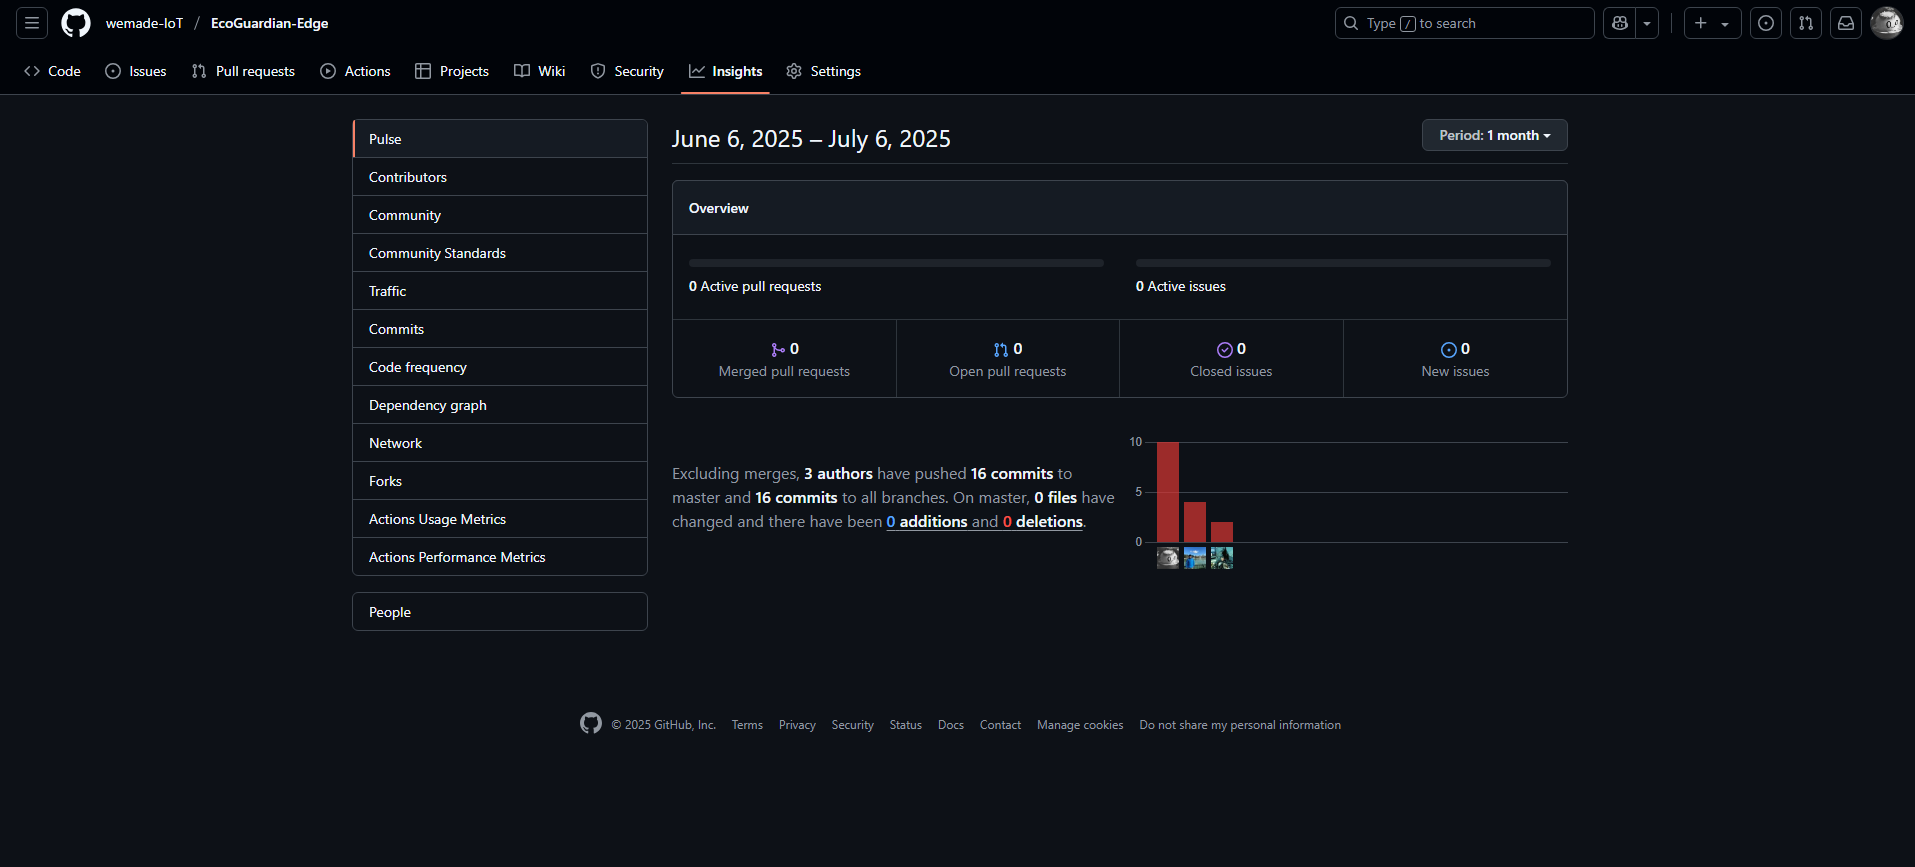 wemade-IoT / EcoGuardian-Edge
Type / to search
Code
Issues
Pull requests
Actions
Projects
Wiki
Security
Insights
Settings
Pulse
Contributors
Community
Community Standards
Traffic
Commits
Code frequency
Dependency graph
Network
Forks
Actions Usage Metrics
Actions Performance Metrics
People
June 6, 2025 – July 6, 2025
Period: 1 month
Overview
0 Active pull requests
0 Active issues
0
Merged pull requests
0
Open pull requests
0
Closed issues
0
New issues
Excluding merges, 3 authors have pushed 16 commits to
master and 16 commits to all branches. On master, 0 files have
changed and there have been 0 additions and 0 deletions.
10
5
0
© 2025 GitHub, Inc.
Terms
Privacy
Security
Status
Docs
Contact
Manage cookies
Do not share my personal information